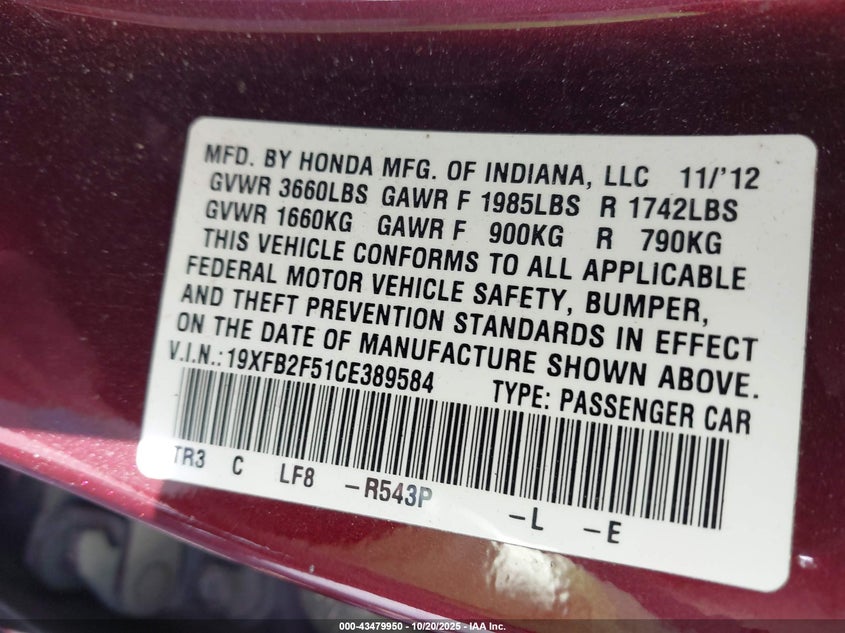 MFD. BY HONDA MFG. OF INDIANA, LLC 11/'12
GVWR 3660LBS GAWR F 1985LBS R 1742LBS
GVWR 1660KG GAWR F 900KG R 790KG
THIS VEHICLE CONFORMS TO ALL APPLICABLE
FEDERAL MOTOR VEHICLE SAFETY, BUMPER,
AND THEFT PREVENTION STANDARDS IN EFFECT
ON THE DATE OF MANUFACTURE SHOWN ABOVE.
V.I.N.: 19XFB2F51CE389584 TYPE: PASSENGER CAR
TR3 C LF8 -R543P -L -E
000-43479950 - 10/20/2025 - IAA Inc.